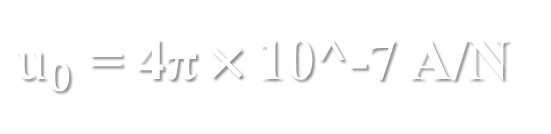 u₀ = 4π × 10^-7 A/N